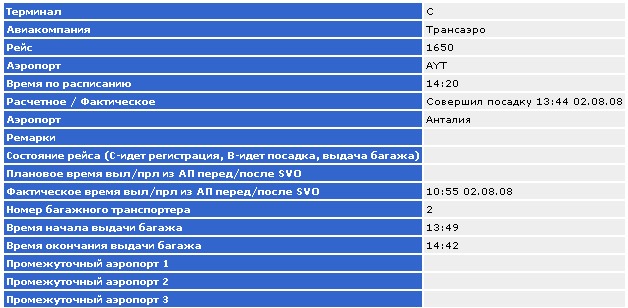 Терминал C
Авиакомпания Трансаэро
Рейс 1650
Аэропорт AYT
Время по расписанию 14:20
Расчетное / Фактическое Совершил посадку 13:44 02.08.08
Аэропорт Анталия
Ремарки
Состояние рейса (С-идет регистрация, В-идет посадка, выдача багажа)
Плановое время выл/прл из АП перед/после SVO
Фактическое время выл/прл из АП перед/после SVO 10:55 02.08.08
Номер багажного транспортера 2
Время начала выдачи багажа 13:49
Время окончания выдачи багажа 14:42
Промежуточный аэропорт 1
Промежуточный аэропорт 2
Промежуточный аэропорт 3